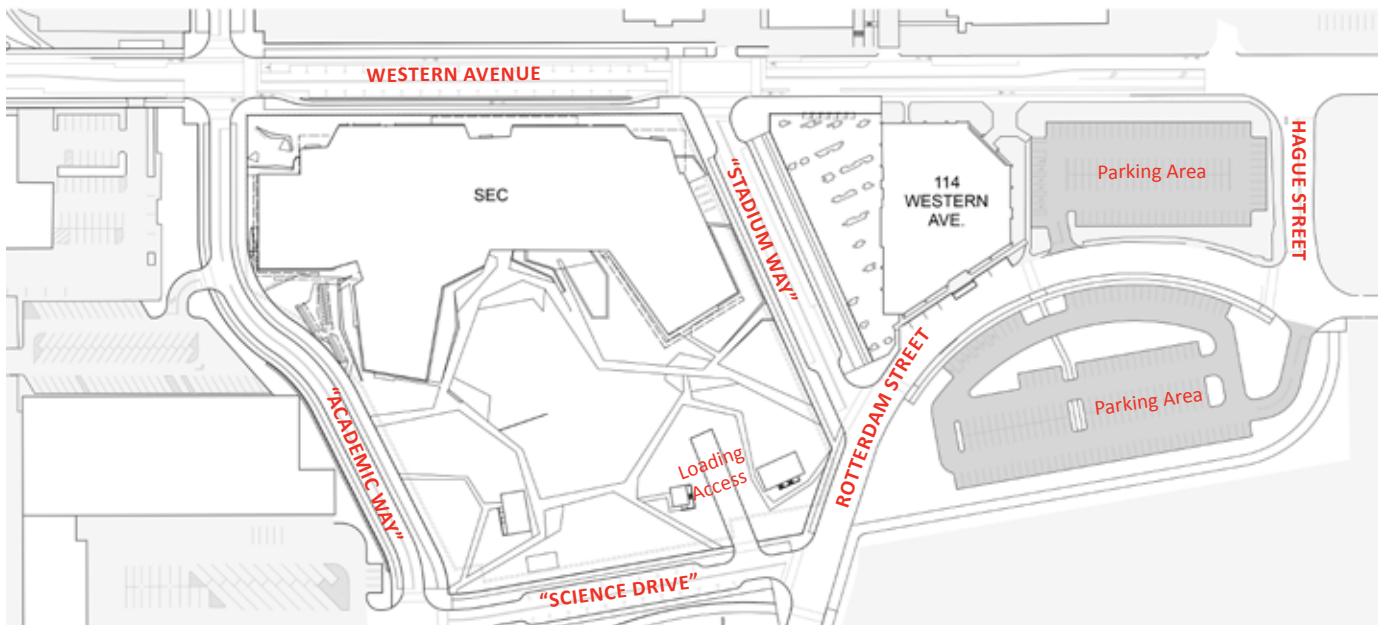 WESTERN AVENUE
HAGUE STREET
Parking Area
SEC
"STADIUM WAY"
114
WESTERN
AVE.
ROTTERDAM STREET
Parking Area
"ACADEMIC WAY"
Loading
Access
"SCIENCE DRIVE"